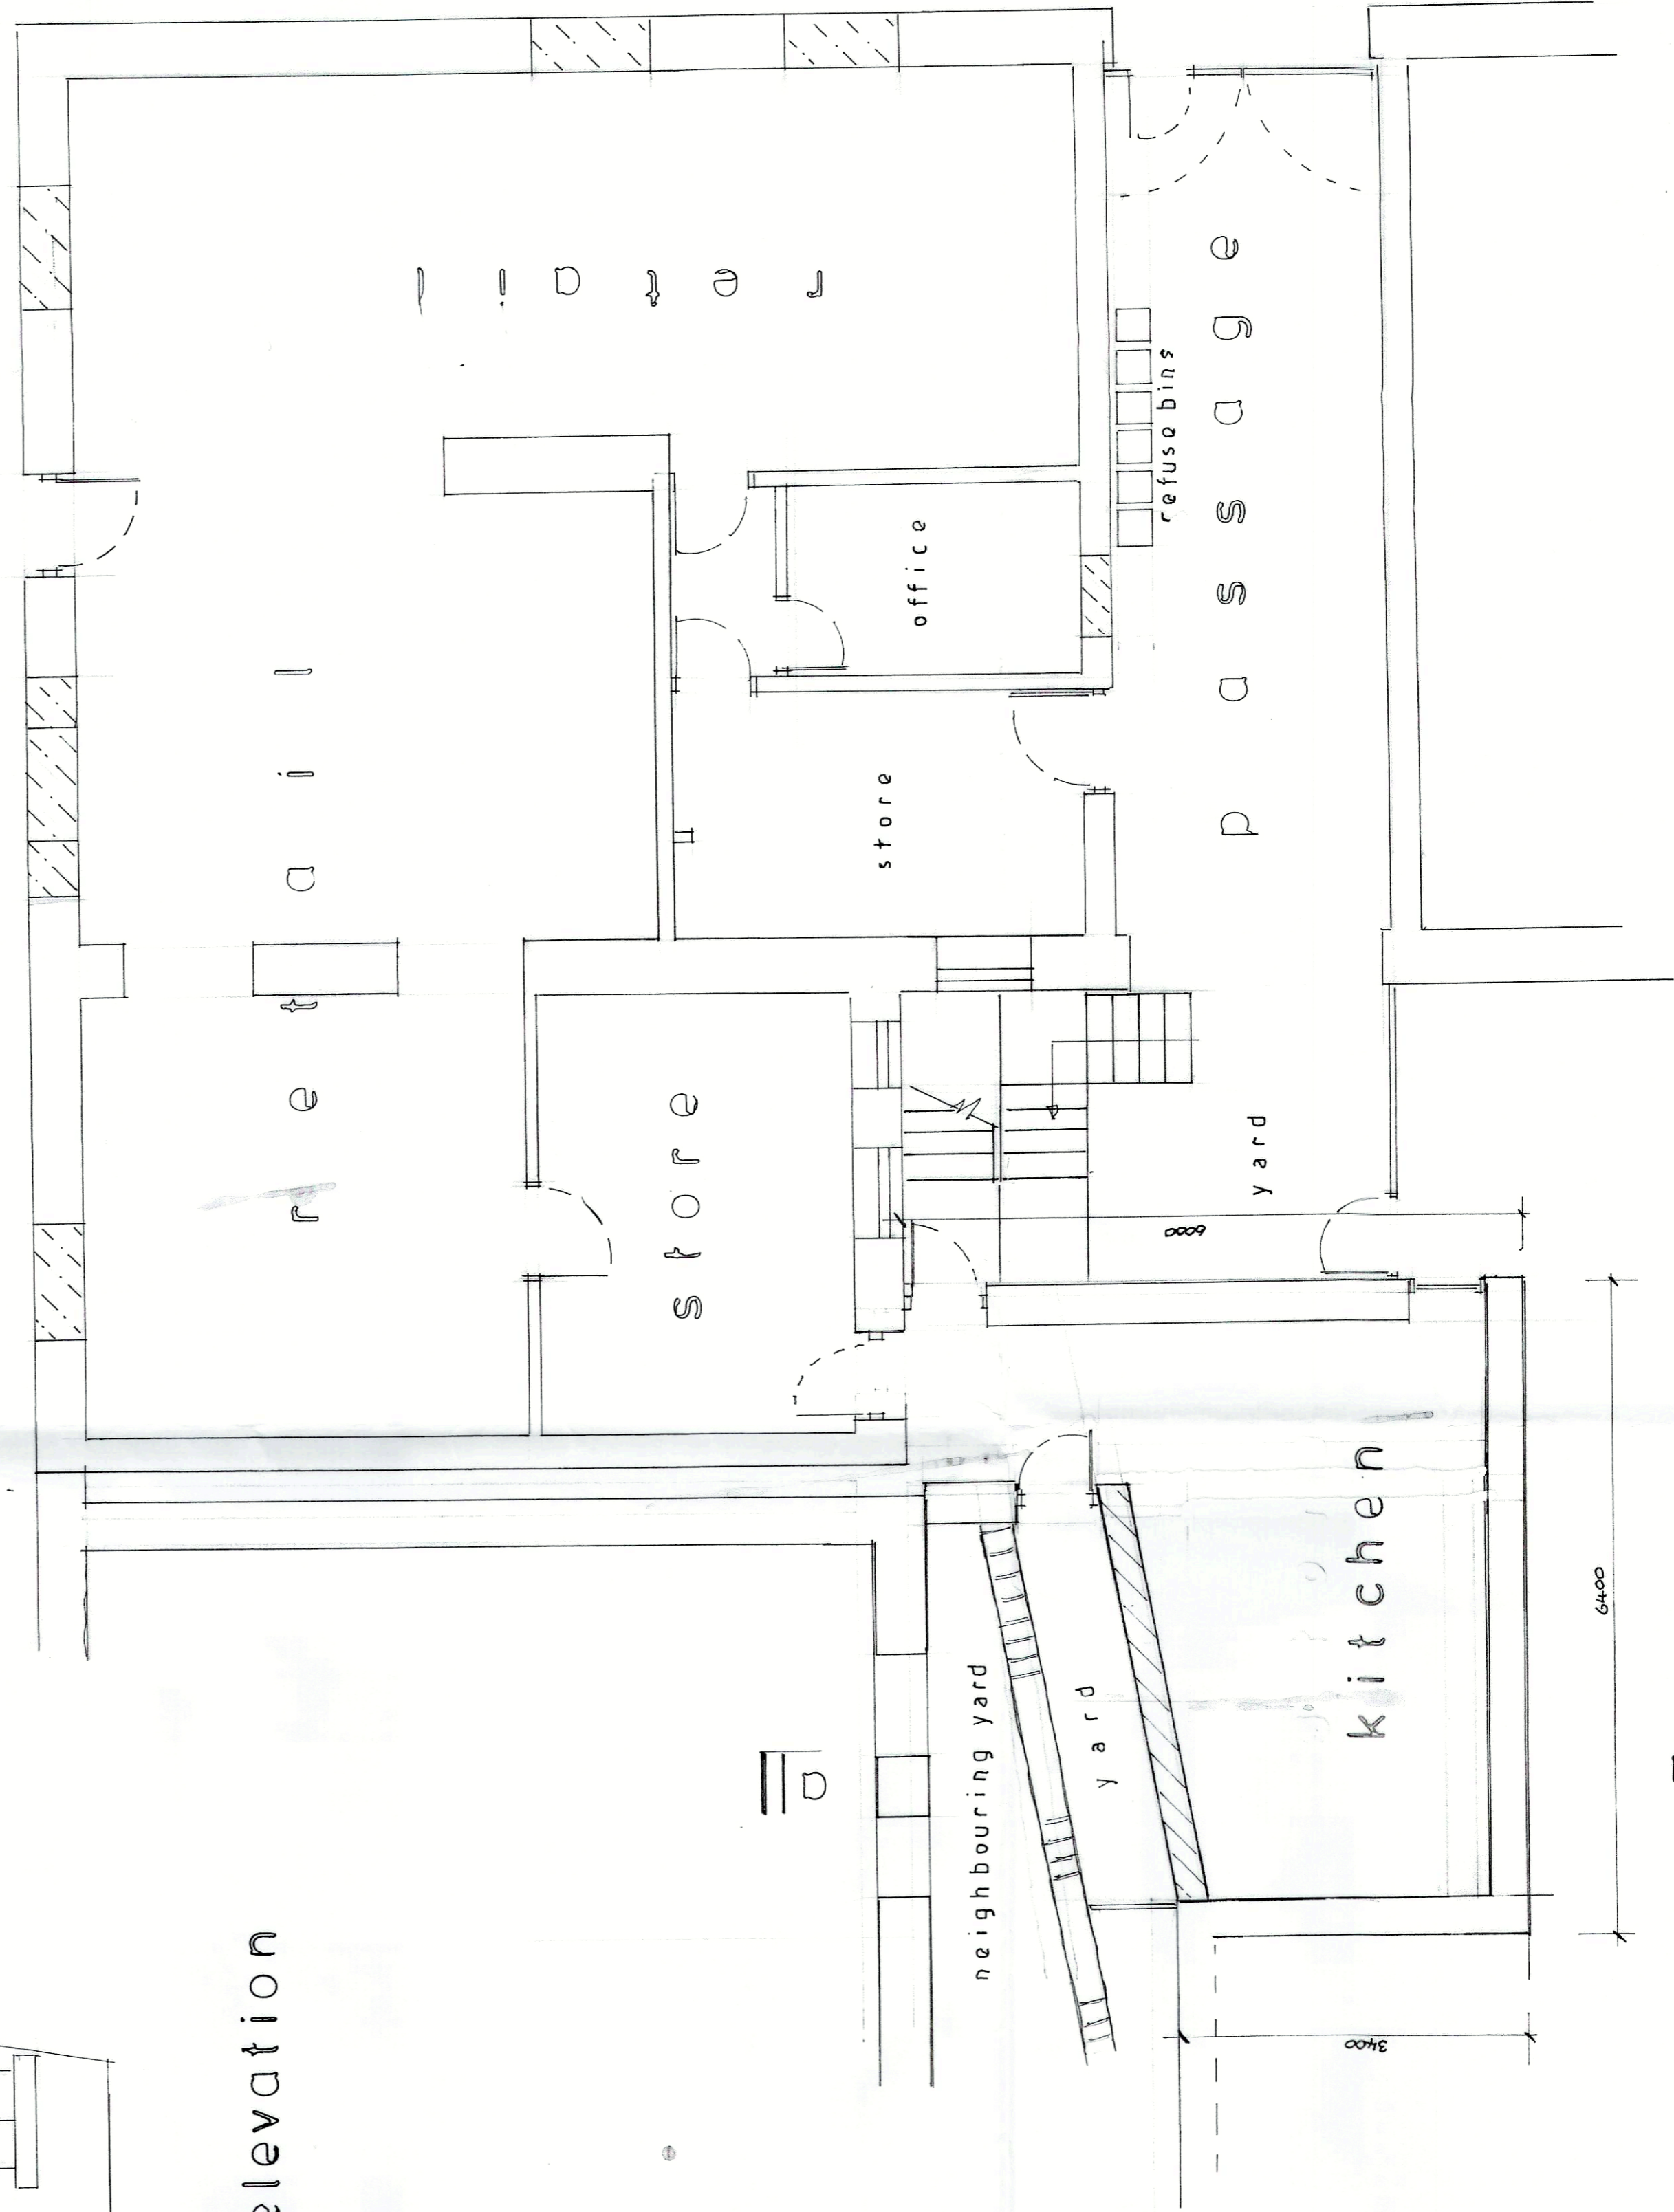 retail
retail
office
store
store
refuse bins
passage
yard
6000
kitchen
6400
yard
neighbouring yard
3400
a
elevation